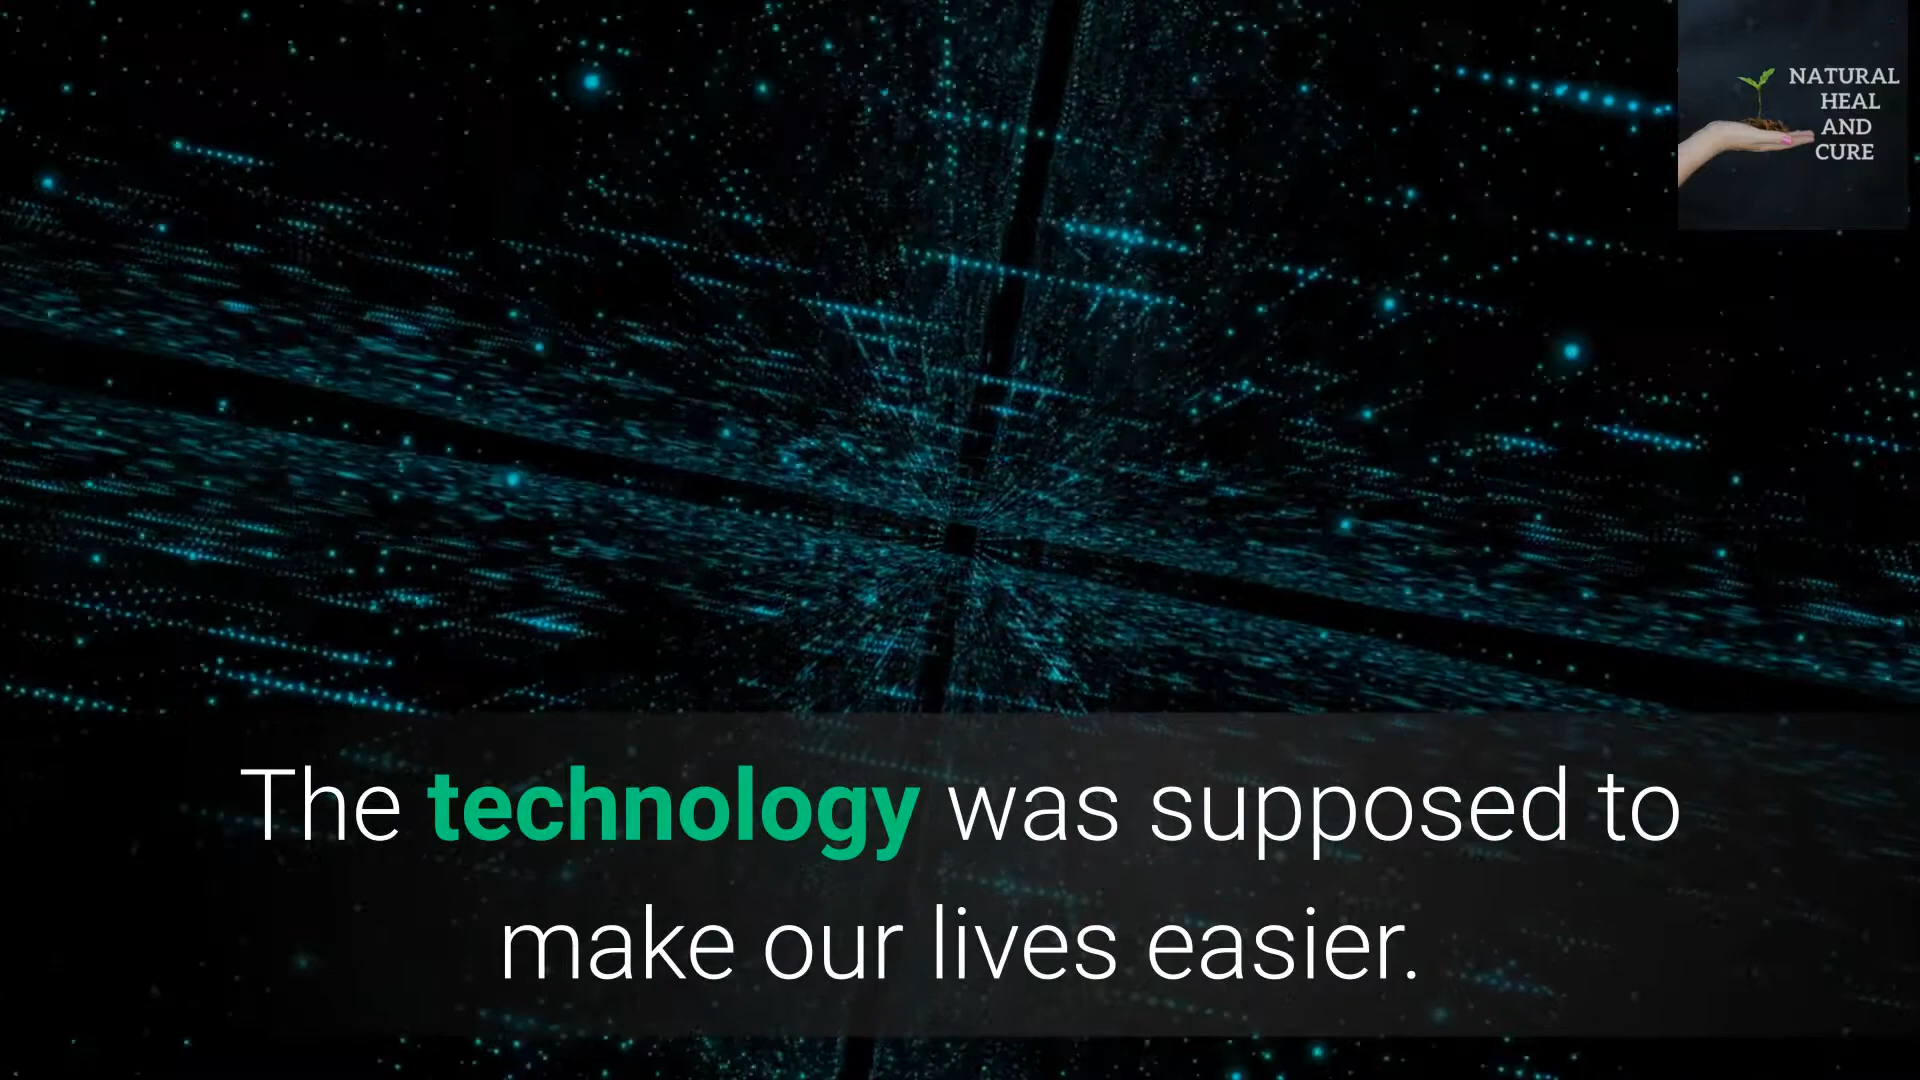 NATURAL
HEAL
AND
CURE
The technology was supposed to
make our lives easier.